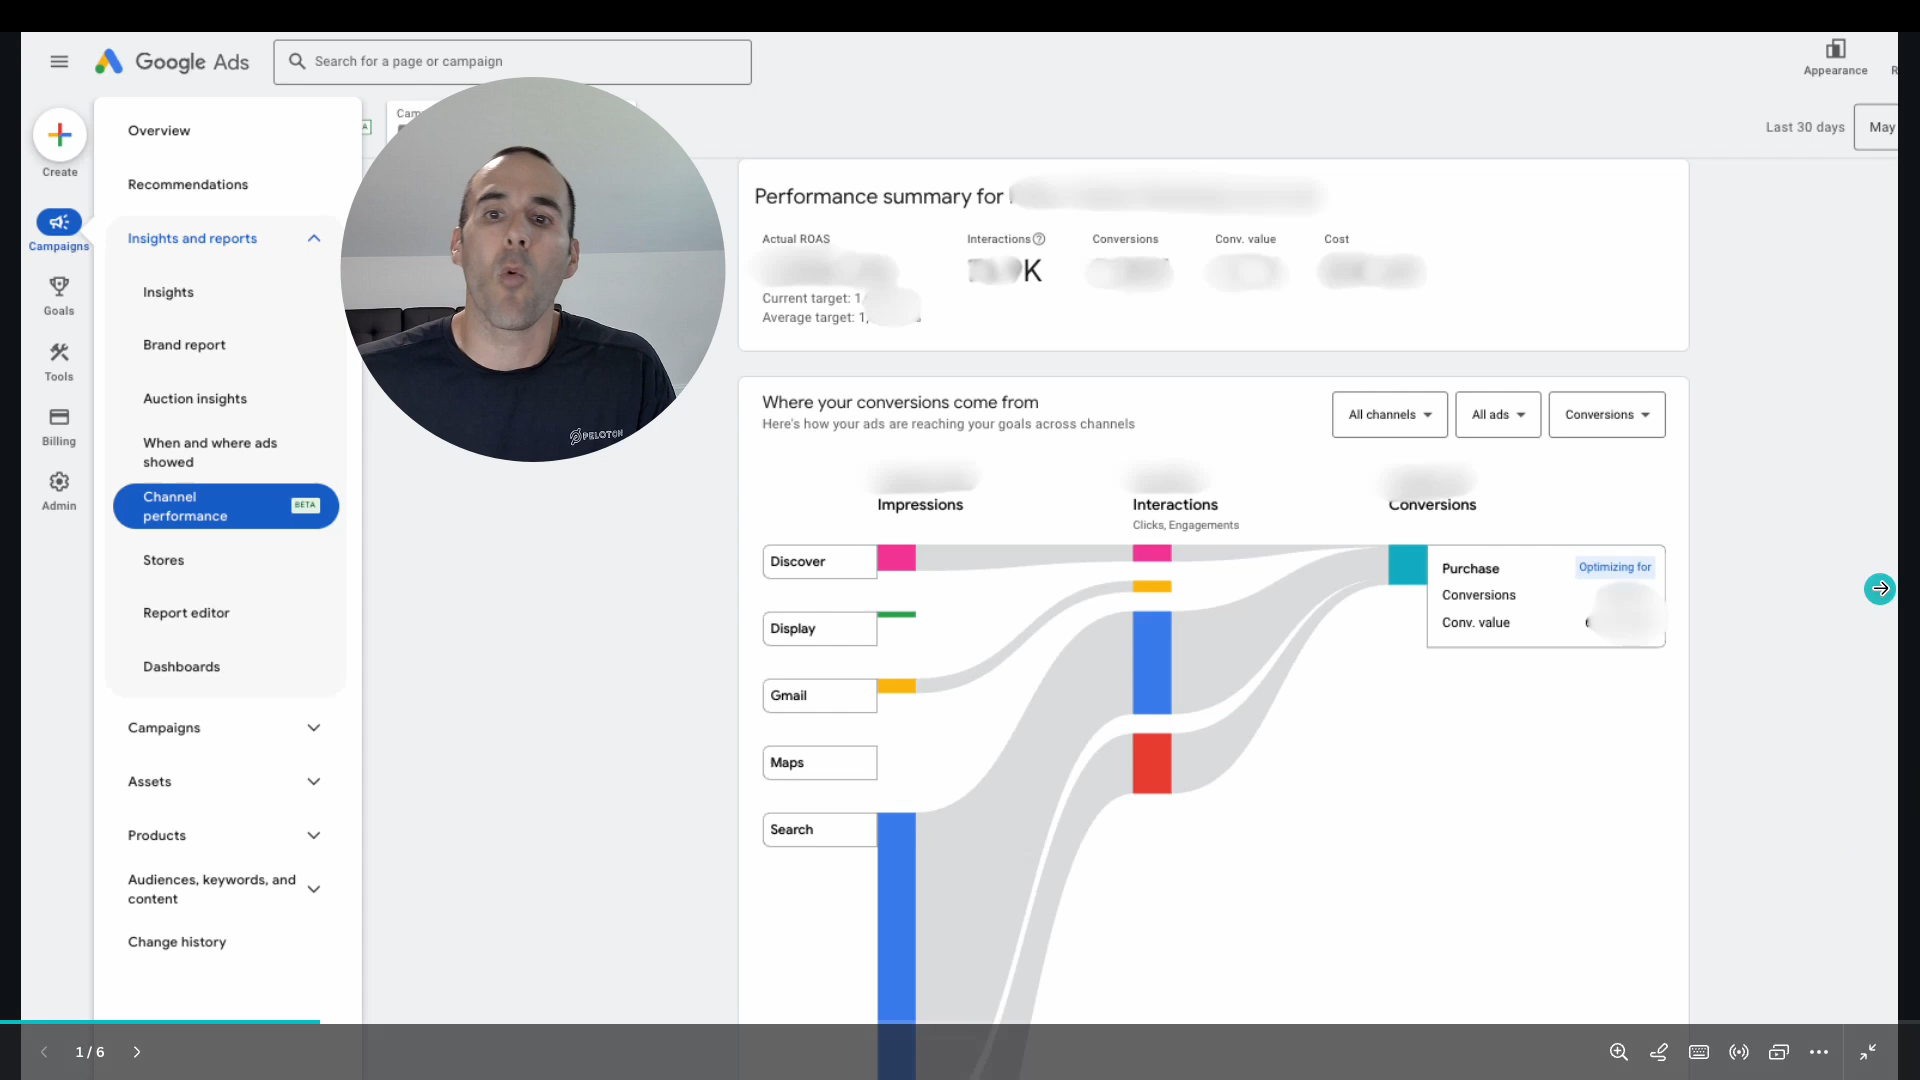 Google Ads
Search for a page or campaign
Appearance
Create
Campaigns
Goals
Tools
Billing
Admin
Overview
Recommendations
Insights and reports
Insights
Brand report
Auction insights
When and where ads
showed
Channel
performance
BETA
Stores
Report editor
Dashboards
Campaigns
Assets
Products
Audiences, keywords, and
content
Change history
PELOTON
Last 30 days
May
Performance summary for
Actual ROAS
Interactions
Conversions
Conv. value
Cost
K
Current target: 1
Average target: 1,
Where your conversions come from
Here's how your ads are reaching your goals across channels
All channels
All ads
Conversions
Impressions
Interactions
Conversions
Clicks, Engagements
Discover
Display
Gmail
Maps
Search
Purchase
Optimizing for
Conversions
Conv. value
1 / 6